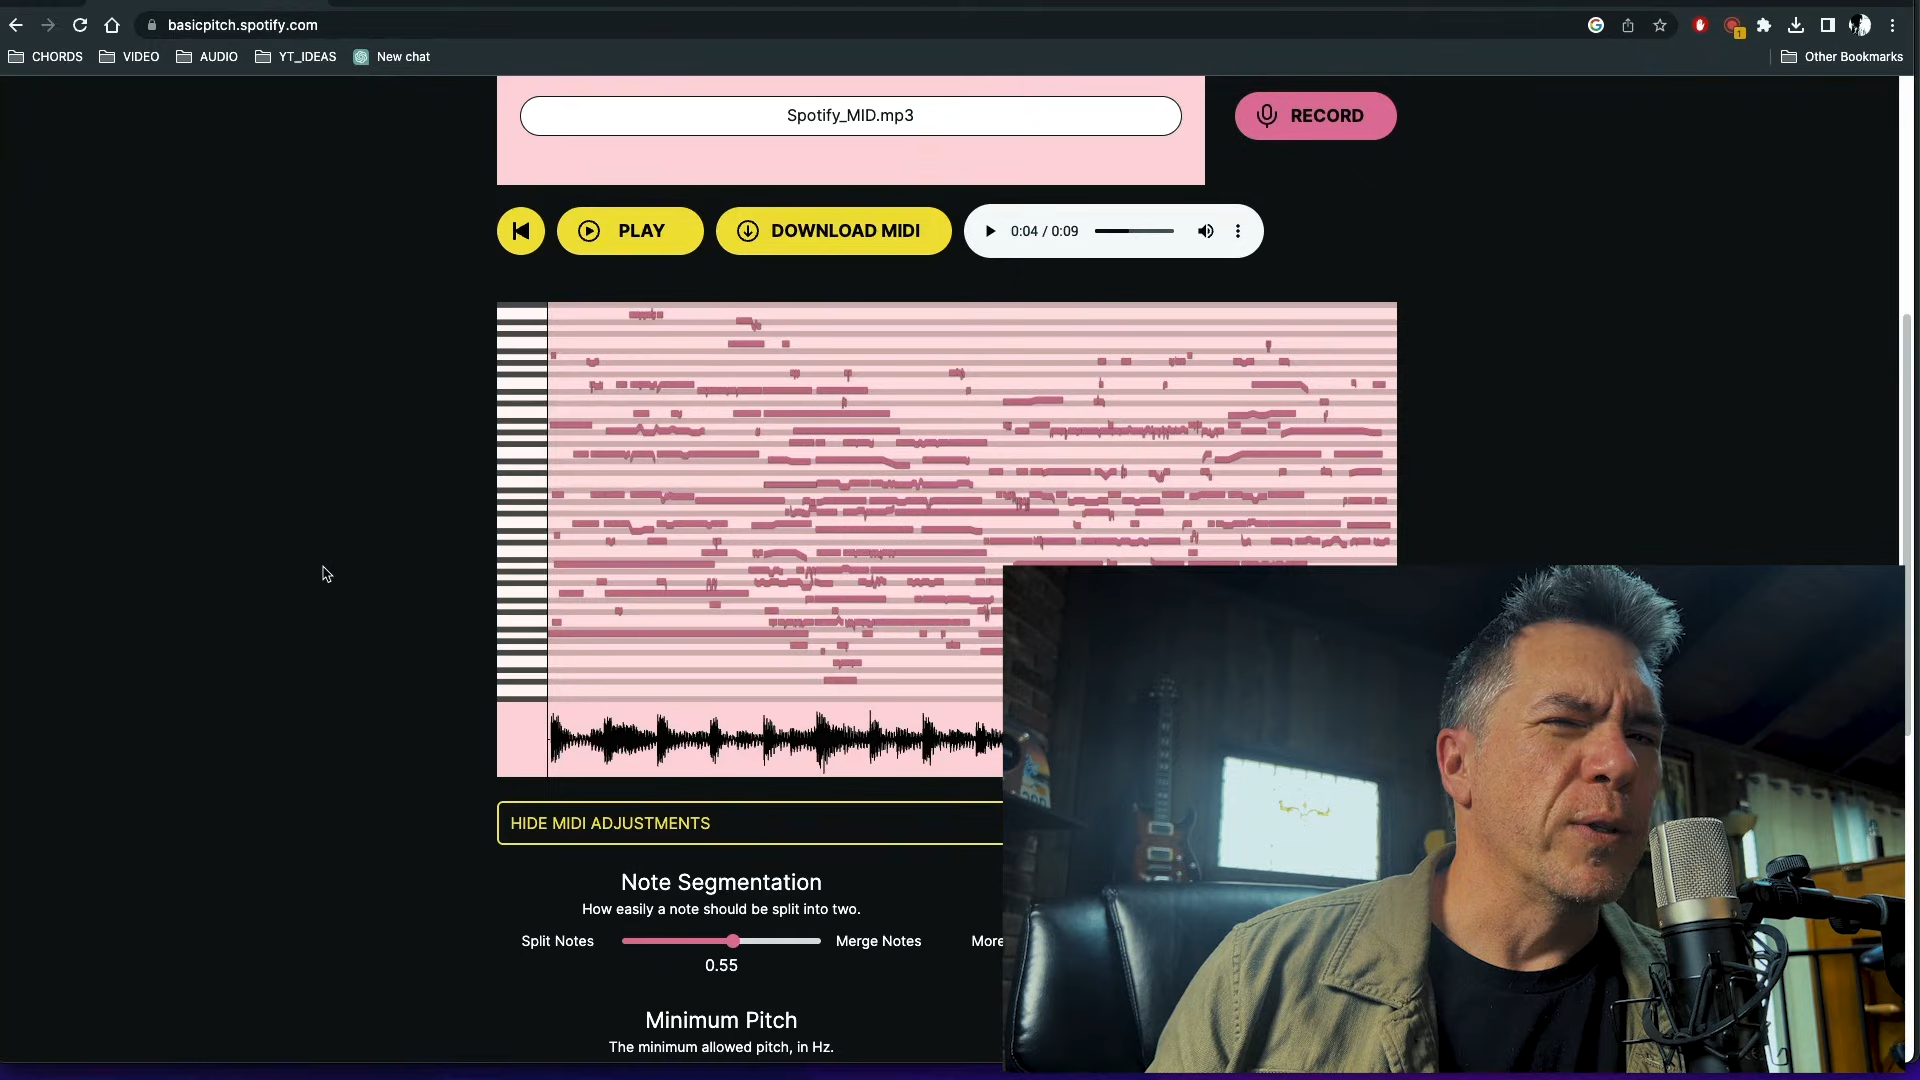 basicpitch.spotify.com
1
CHORDS
VIDEO
AUDIO
YT_IDEAS
New chat
Other Bookmarks
Spotify_MID.mp3
RECORD
PLAY
DOWNLOAD MIDI
0:04 / 0:09
HIDE MIDI ADJUSTMENTS
Note Segmentation
How easily a note should be split into two.
Split Notes
Merge Notes
More
0.55
Minimum Pitch
The minimum allowed pitch, in Hz.